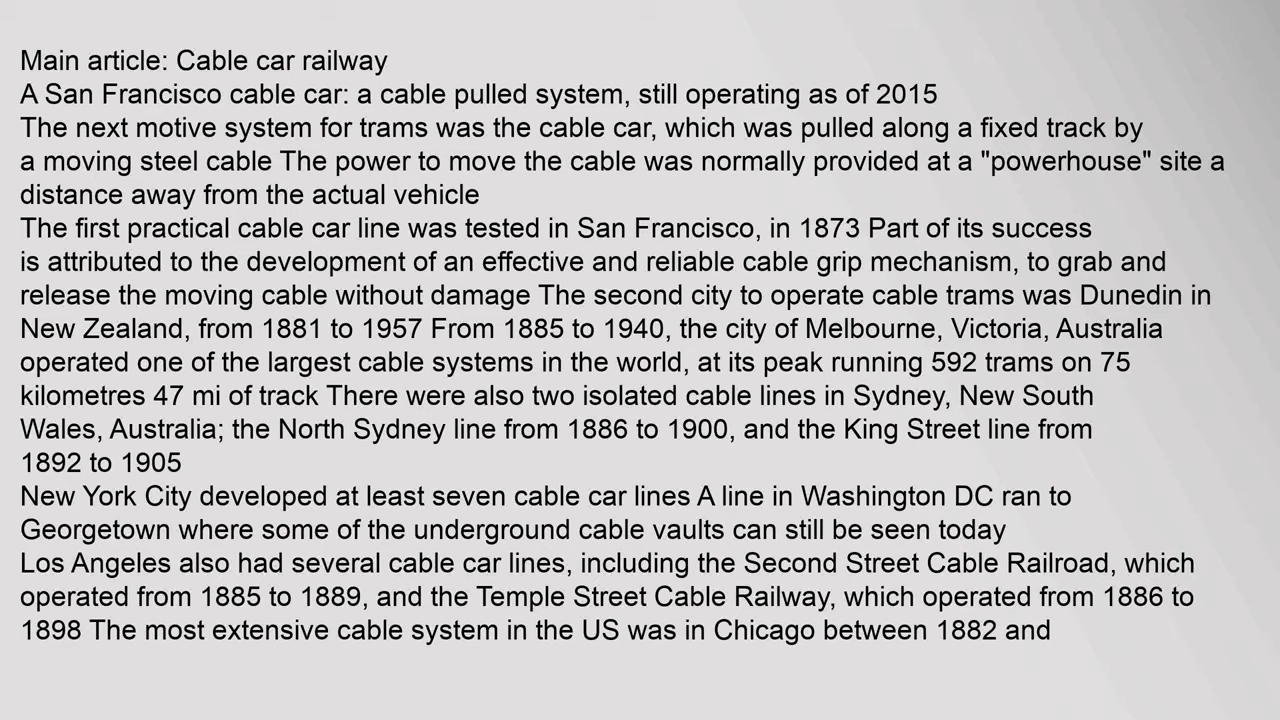 Main article: Cable car railway
A San Francisco cable car: a cable pulled system, still operating as of 2015
The next motive system for trams was the cable car, which was pulled along a fixed track by
a moving steel cable The power to move the cable was normally provided at a "powerhouse" site a
distance away from the actual vehicle
The first practical cable car line was tested in San Francisco, in 1873 Part of its success
is attributed to the development of an effective and reliable cable grip mechanism, to grab and
release the moving cable without damage The second city to operate cable trams was Dunedin in
New Zealand, from 1881 to 1957 From 1885 to 1940, the city of Melbourne, Victoria, Australia
operated one of the largest cable systems in the world, at its peak running 592 trams on 75
kilometres 47 mi of track There were also two isolated cable lines in Sydney, New South
Wales, Australia; the North Sydney line from 1886 to 1900, and the King Street line from
1892 to 1905
New York City developed at least seven cable car lines A line in Washington DC ran to
Georgetown where some of the underground cable vaults can still be seen today
Los Angeles also had several cable car lines, including the Second Street Cable Railroad, which
operated from 1885 to 1889, and the Temple Street Cable Railway, which operated from 1886 to
1898 The most extensive cable system in the US was in Chicago between 1882 and